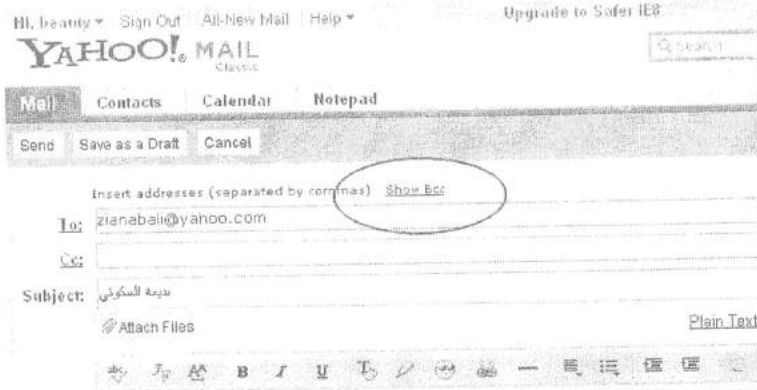 Hi, beauty Sign Out All-New Mail Help Upgrade to Safer IE8
YAHOO! MAIL
Classic
Search
Mail Contacts Calendar Notepad
Send Save as a Draft Cancel
Insert addresses (separated by commas) Show Bcc
To: zianabali@yahoo.com
Cc:
Subject: مديحة السكوني
Attach Files Plain Text
B I U